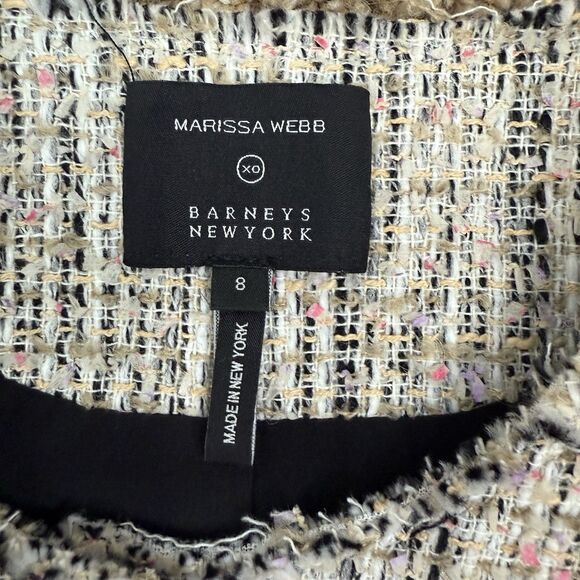 MARISSA WEBB
XO
BARNEYS
NEWYORK
8
MADE IN NEW YORK